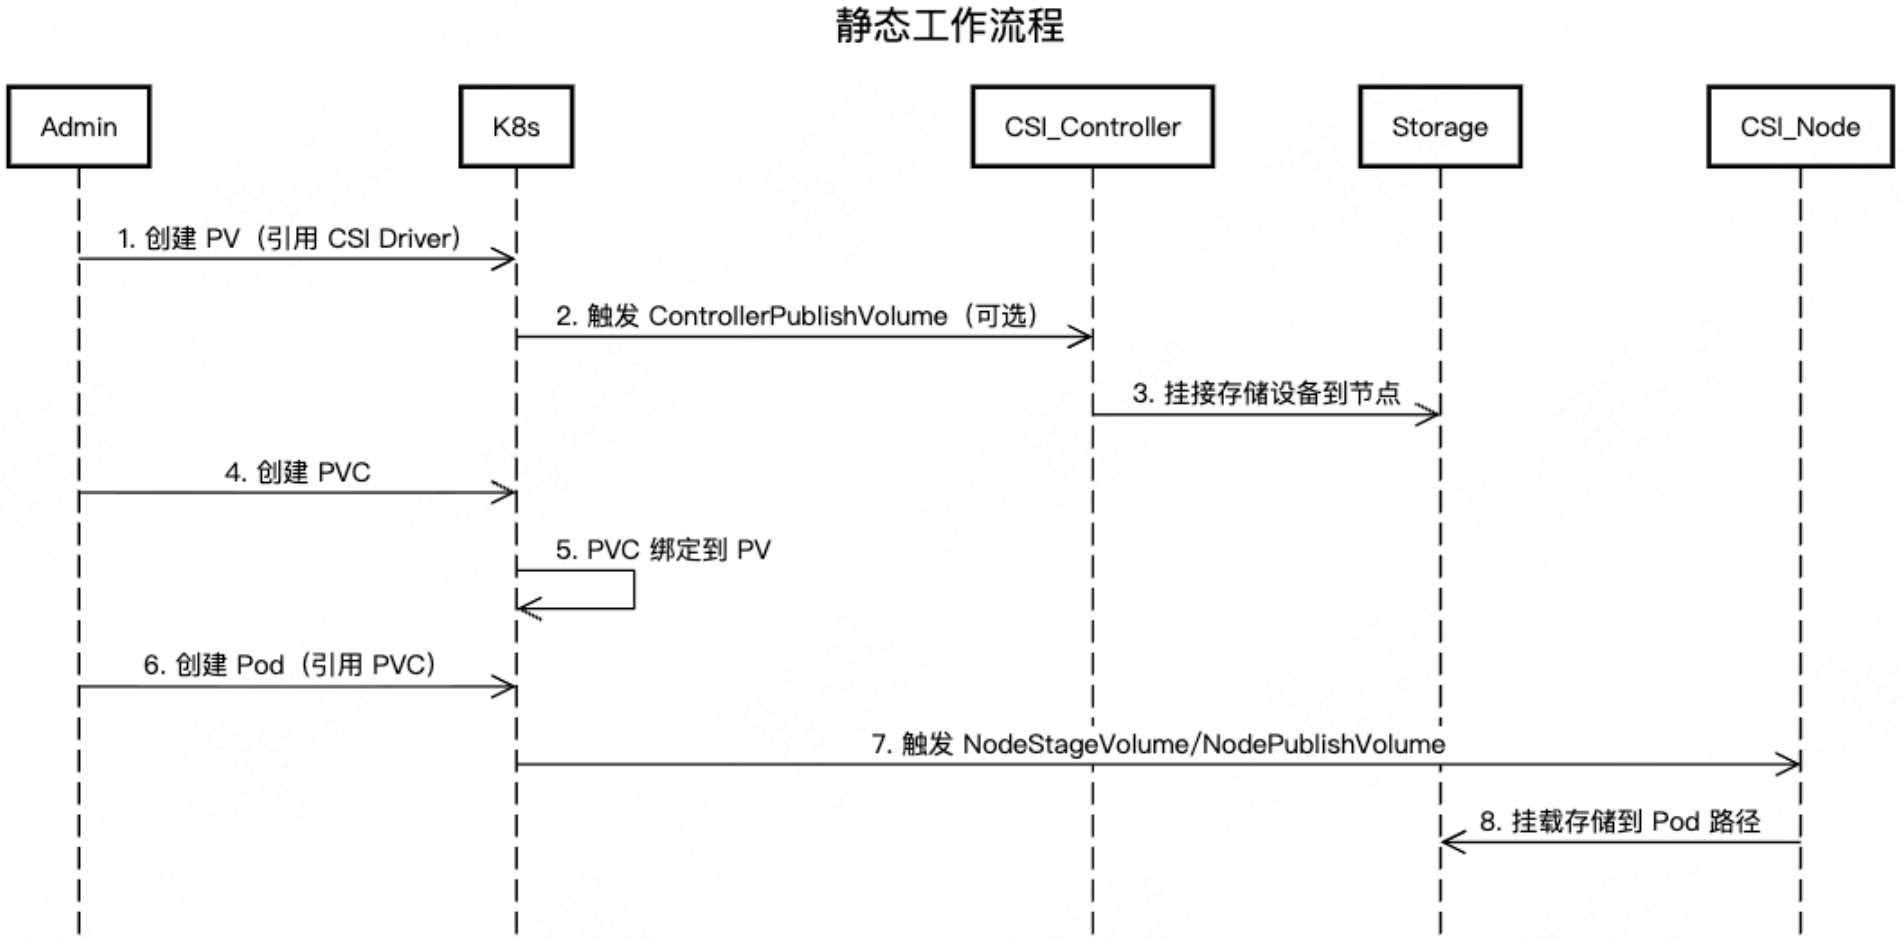 静态工作流程
Admin
K8s
CSI_Controller
Storage
CSI_Node
1. 创建 PV（引用 CSI Driver）
2. 触发 ControllerPublishVolume（可选）
3. 挂接存储设备到节点
4. 创建 PVC
5. PVC 绑定到 PV
6. 创建 Pod（引用 PVC）
7. 触发 NodeStageVolume/NodePublishVolume
8. 挂载存储到 Pod 路径